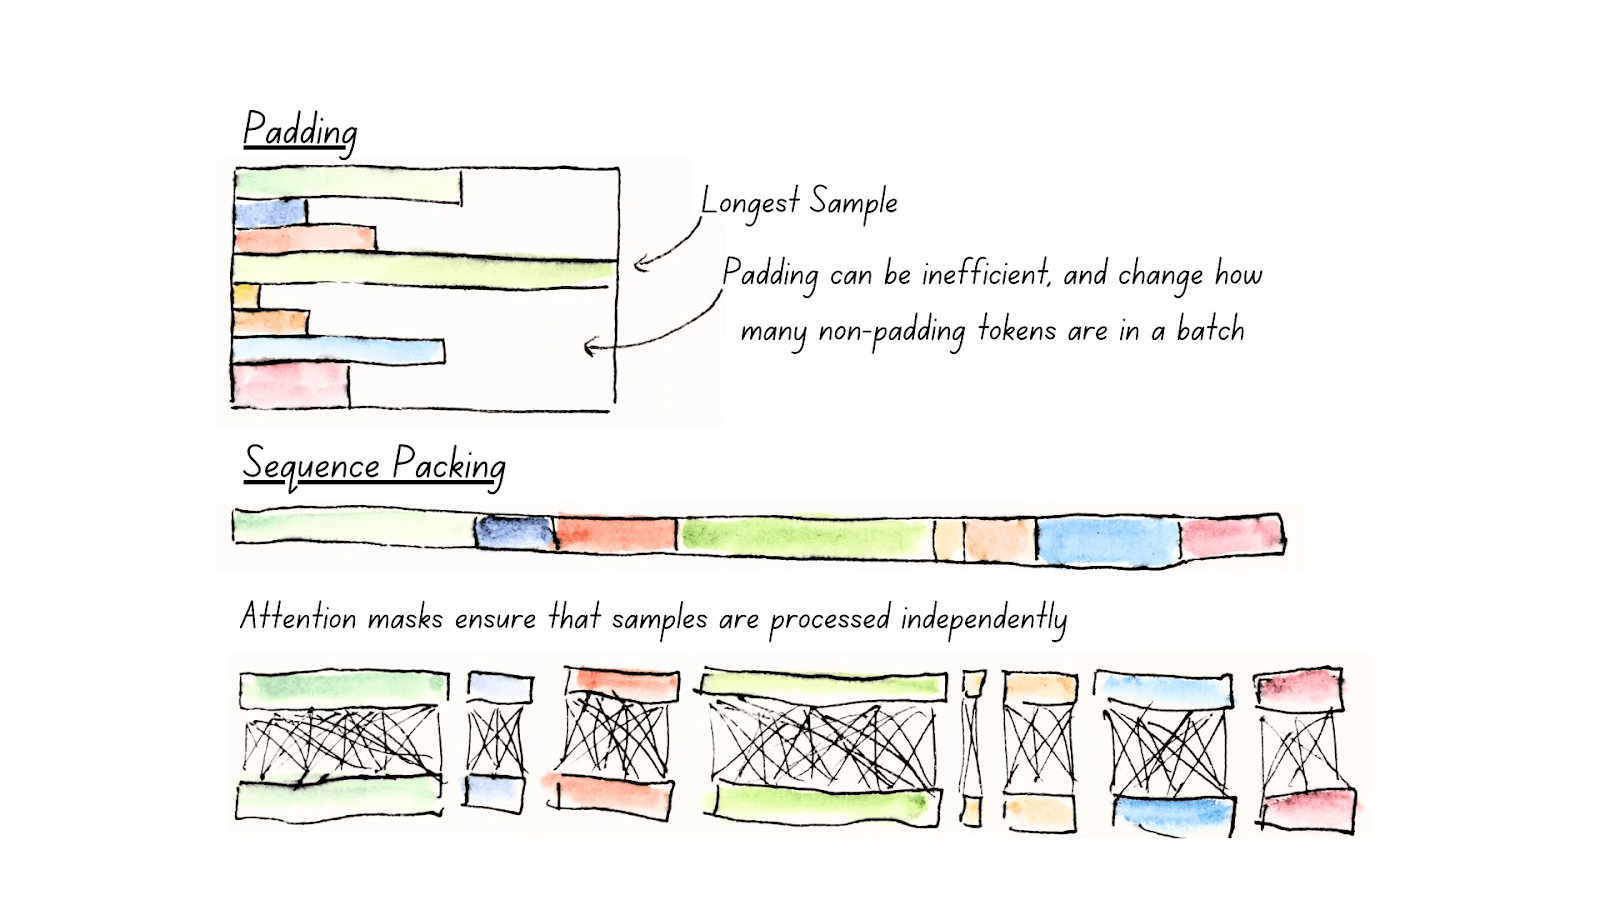 Padding
Longest Sample
Padding can be inefficient, and change how
many non-padding tokens are in a batch
Sequence Packing
Attention masks ensure that samples are processed independently